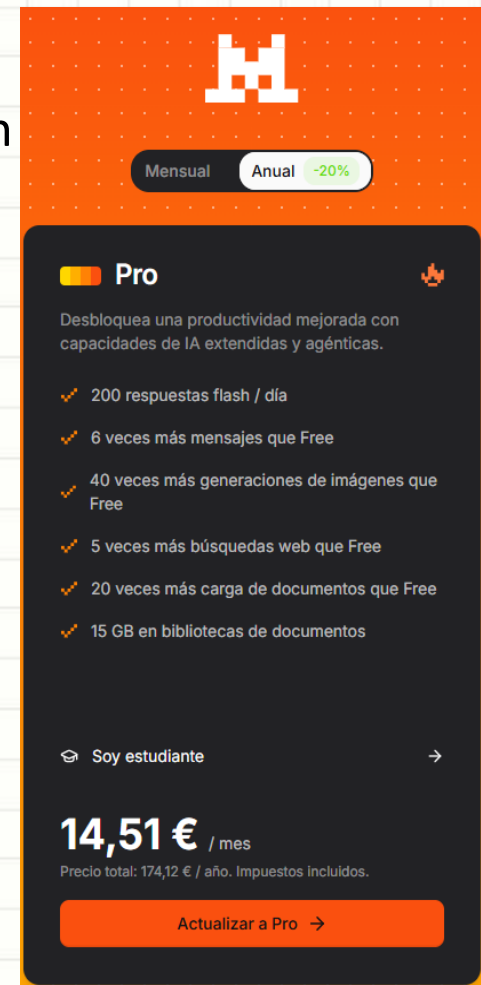 n
Mensual
Anual -20%
Pro
Desbloquea una productividad mejorada con
capacidades de IA extendidas y agénticas.
200 respuestas flash / día
6 veces más mensajes que Free
40 veces más generaciones de imágenes que
Free
5 veces más búsquedas web que Free
20 veces más carga de documentos que Free
15 GB en bibliotecas de documentos
Soy estudiante
14,51 € / mes
Precio total: 174,12 € / año. Impuestos incluidos.
Actualizar a Pro